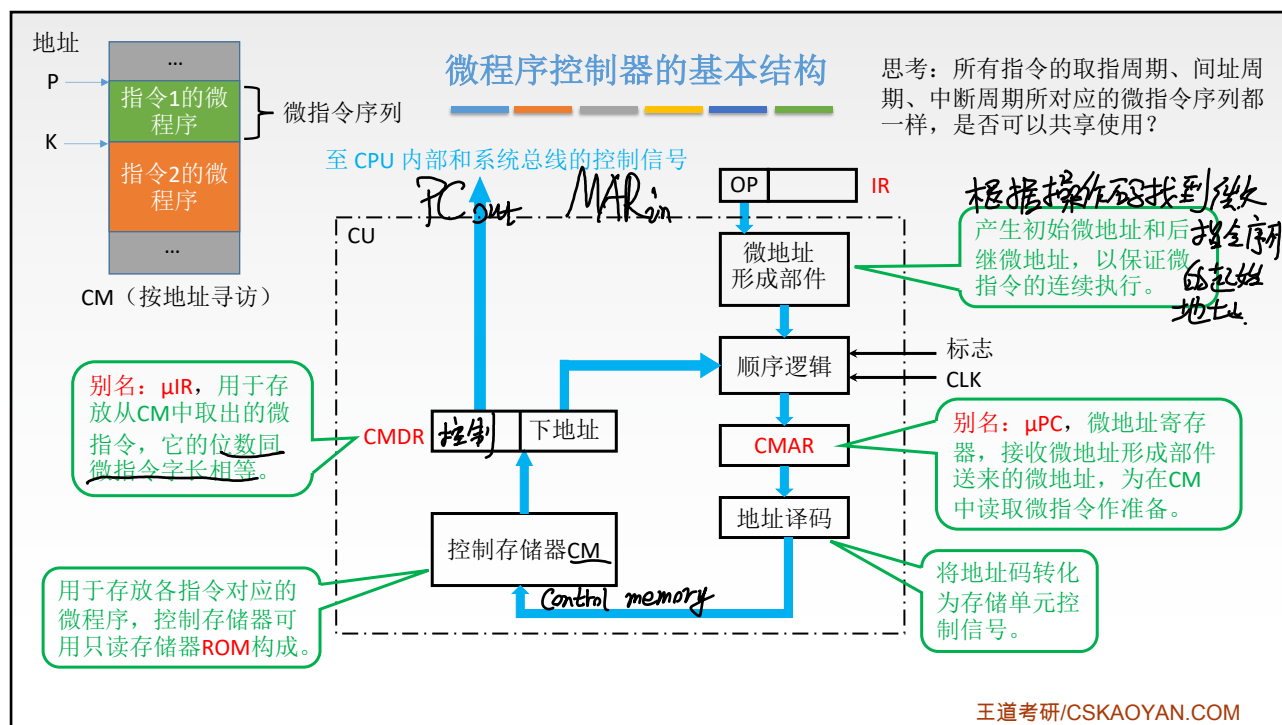 地址
P
K
...
指令1的微
程序
指令2的微
程序
...
CM（按地址寻访）
微指令序列
微程序控制器的基本结构
思考：所有指令的取指周期、间址周
期、中断周期所对应的微指令序列都
一样，是否可以共享使用？
至 CPU 内部和系统总线的控制信号
PCout MARin
OP
IR
根据操作码找到微
指令序列
的起始
地址
CU
微地址
形成部件
产生初始微地址和后
继微地址，以保证微
指令的连续执行。
顺序逻辑
标志
CLK
别名：μIR，用于存
放从CM中取出的微
指令，它的位数同
微指令字长相等。
CMDR
控制
下地址
CMAR
别名：μPC，微地址寄存
器，接收微地址形成部件
送来的微地址，为在CM
中读取微指令作准备。
地址译码
控制存储器CM
Control memory
用于存放各指令对应的
微程序，控制存储器可
用只读存储器ROM构成。
将地址码转化
为存储单元控
制信号。
王道考研/CSKAOYAN.COM